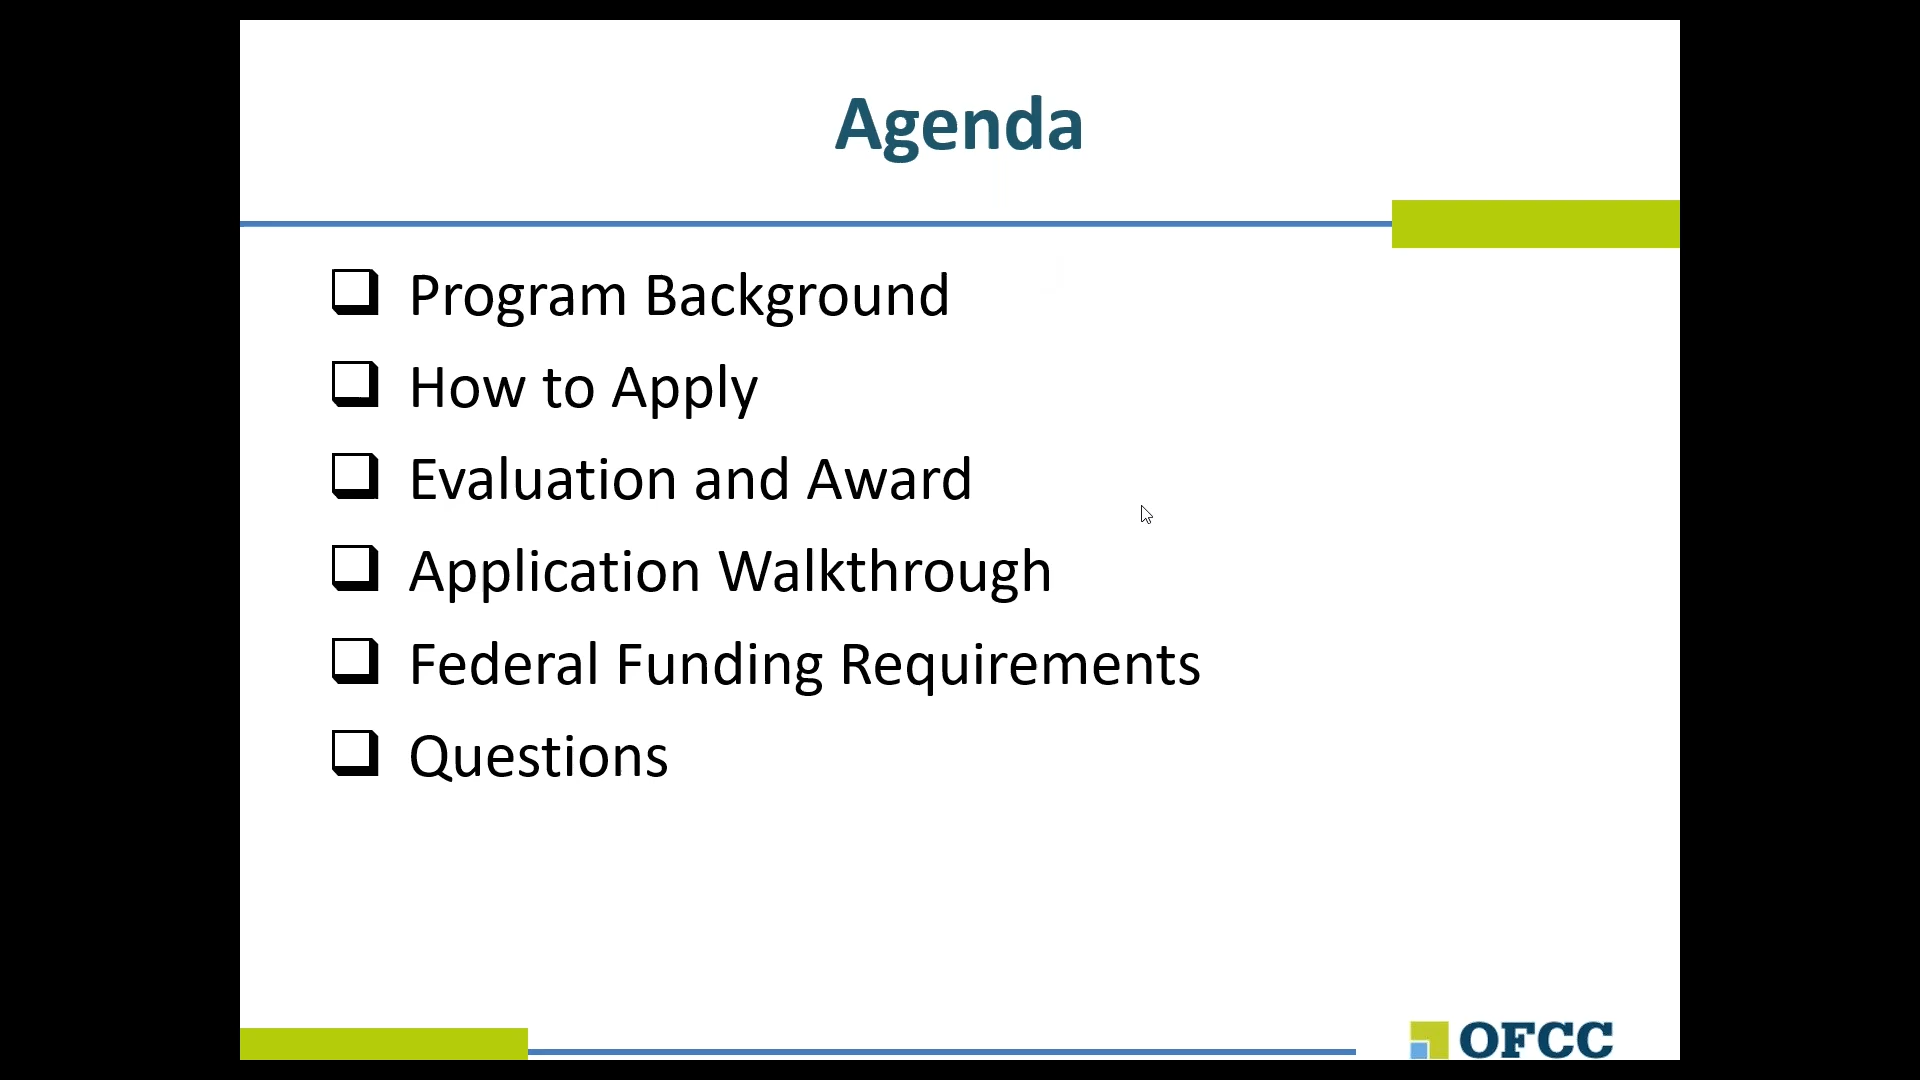 Agenda
Program Background
How to Apply
Evaluation and Award
Application Walkthrough
Federal Funding Requirements
Questions
OFCC